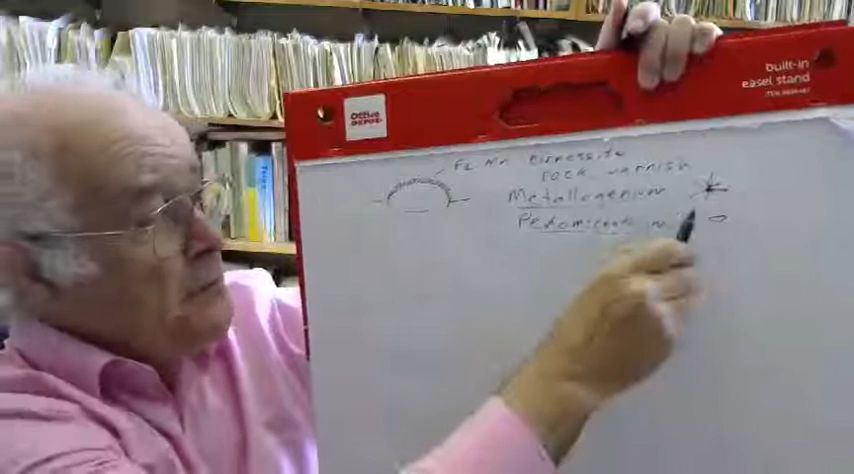 Office
DEPOT
built-in
easel stand
Fe Mn Birnessite
rock varnish
Metallogenium
Pedomicrobium